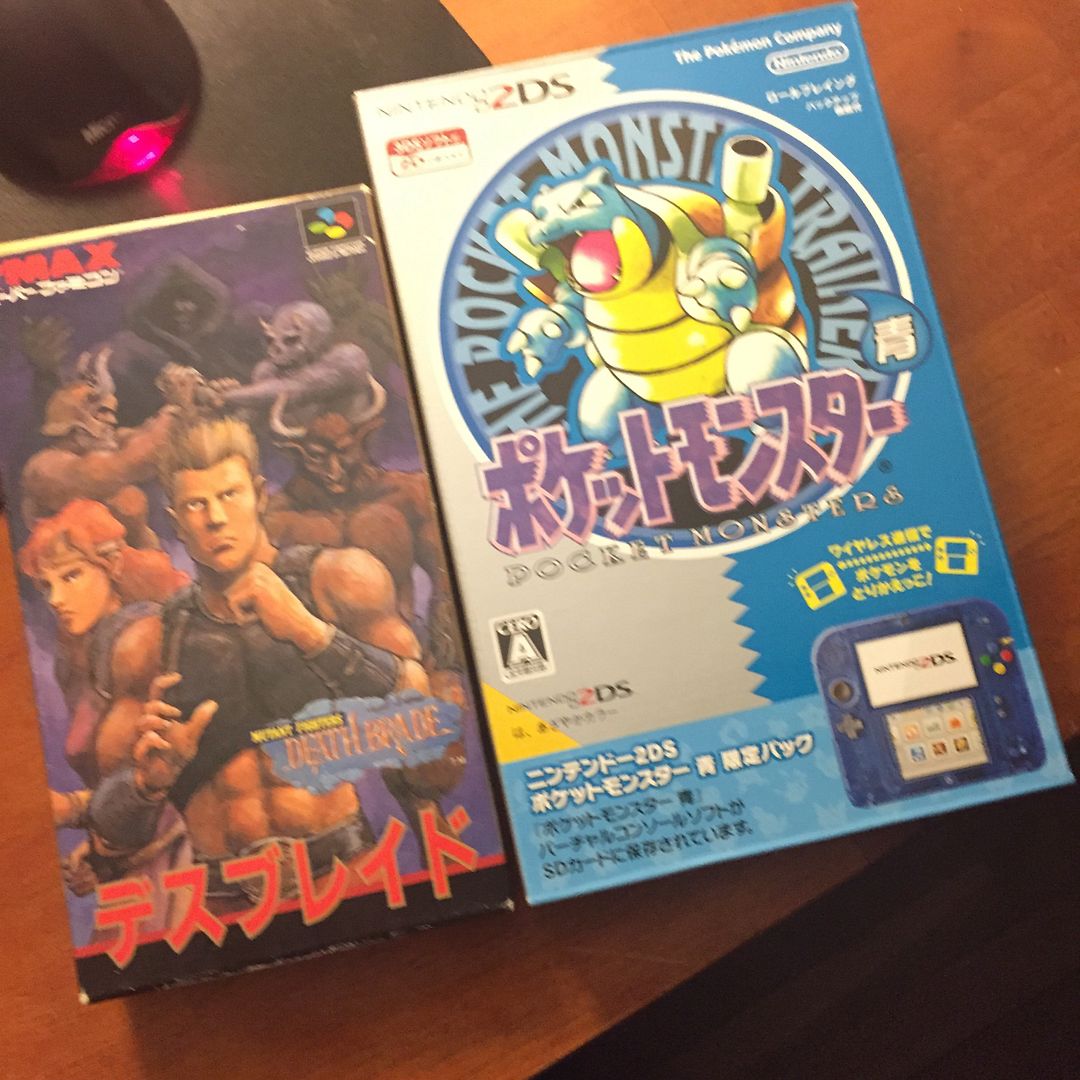 MAX
ーパーファミコン
MUTANT FIGHTERS
DEATH BRADE
TM
デスブレイド
NINTENDO 2DS
The Pokémon Company
Nintendo
ロールプレイング
POCKET MONSTE TRAINER
青
ポケットモンスター
POCKET MONSTERS
ワイヤレス通信で
ポケモンを
とりかえっこ!
CERO
A
NINTENDO 2DS
NINTENDO 2DS
ニンテンドー2DS
ポケットモンスター 青 限定パック
「ポケットモンスター 青」
バーチャルコンソールソフトが
SDカードに保存されています。